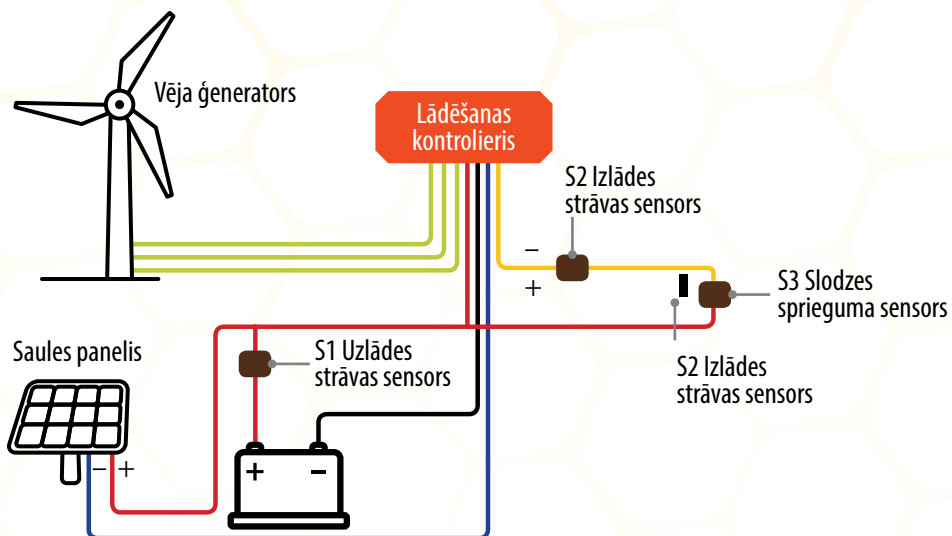 Vēja ģenerators
Lādēšanas
kontrolieris
S2 Izlādes
strāvas sensors
−
+
S3 Slodzes
sprieguma sensors
S2 Izlādes
strāvas sensors
S1 Uzlādes
strāvas sensors
Saules panelis
− +
+ −